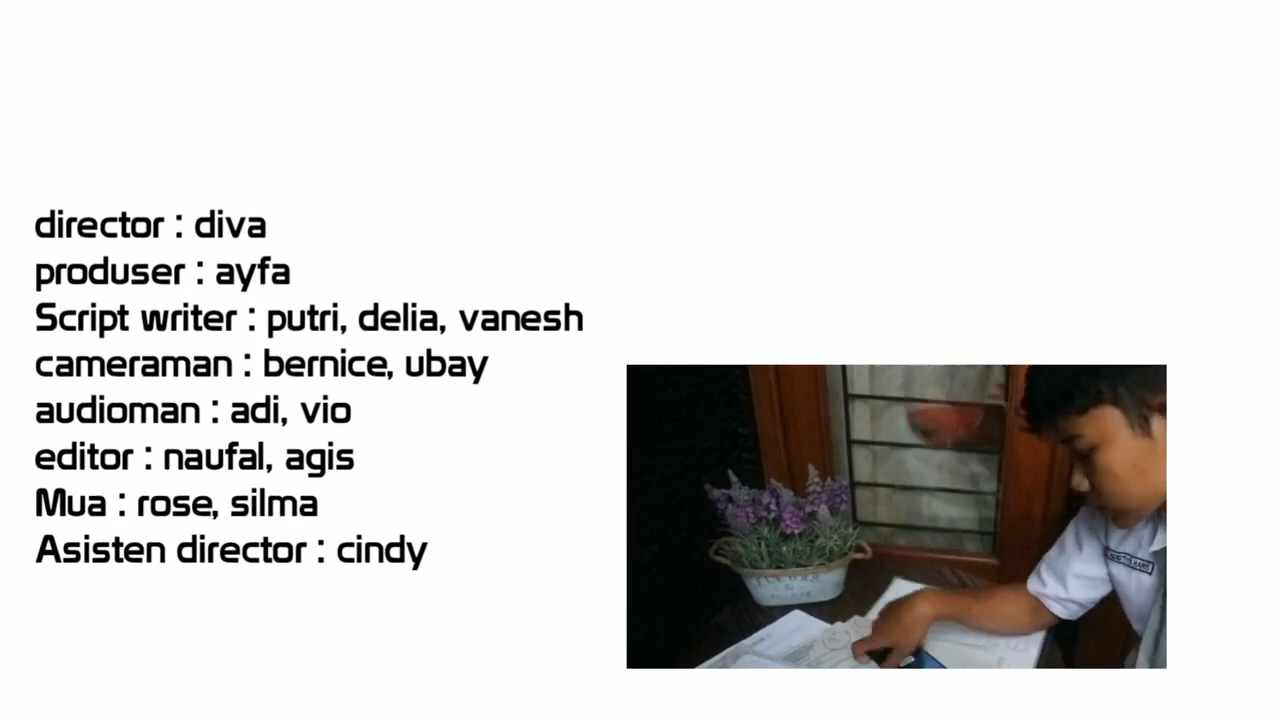 director : diva
produser : ayfa
Script writer : putri, delia, vanesh
cameraman : bernice, ubay
audioman : adi, vio
editor : naufal, agis
Mua : rose, silma
Asisten director : cindy
FLEURS
&